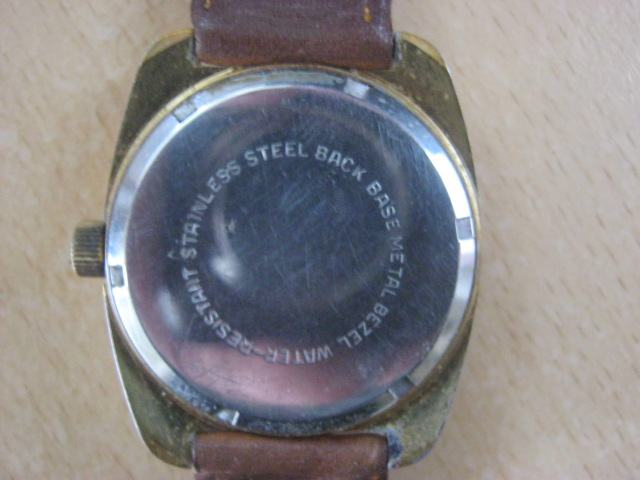 STAINLESS STEEL BACK BASE METAL BEZEL WATER-RESISTANT